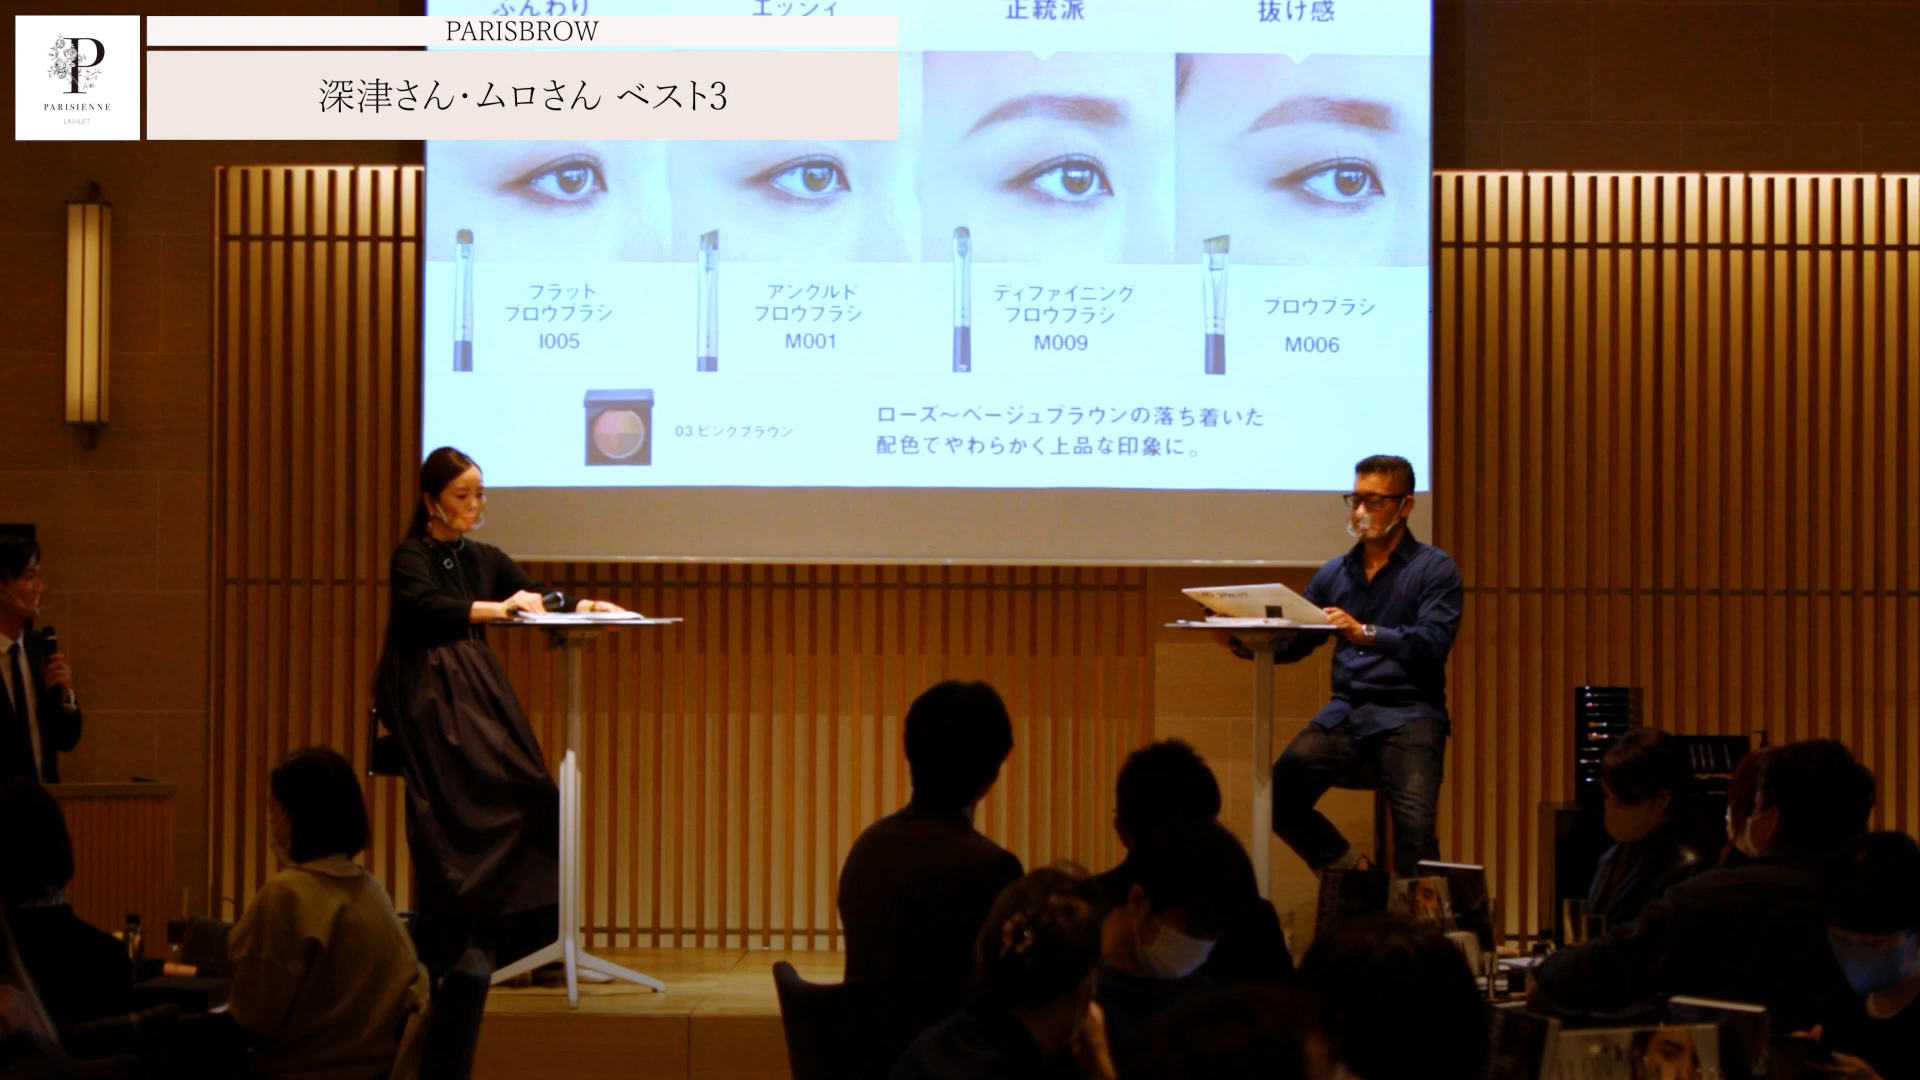 P
PARISIENNE
LASHLIFT
PARISBROW
深津さん・ムロさん ベスト3
ふんわり
エッジィ
正統派
抜け感
フラット
ブロウブラシ
I005
アングルド
ブロウブラシ
M001
ディファイニング
ブロウブラシ
M009
ブロウブラシ
M006
03 ピンクブラウン
ローズ～ベージュブラウンの落ち着いた
配色でやわらかく上品な印象に。